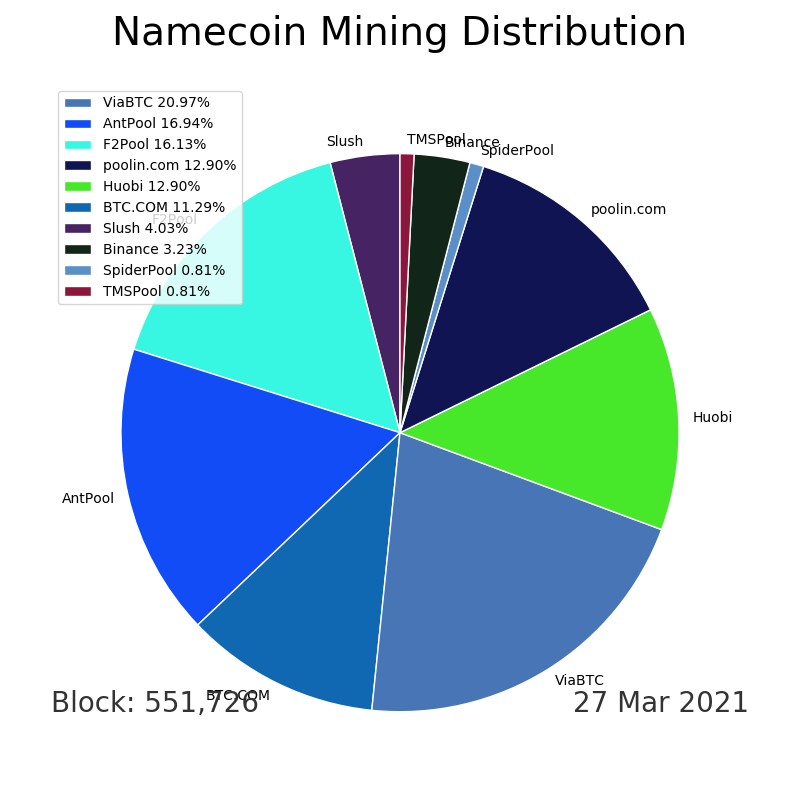 Namecoin Mining Distribution
ViaBTC 20.97%
AntPool 16.94%
F2Pool 16.13%
poolin.com 12.90%
Huobi 12.90%
BTC.COM 11.29%
Slush 4.03%
Binance 3.23%
SpiderPool 0.81%
TMSPool 0.81%
Slush
TMSPool
Binance
SpiderPool
poolin.com
F2Pool
Huobi
AntPool
ViaBTC
BTC.COM
Block: 551,726
27 Mar 2021